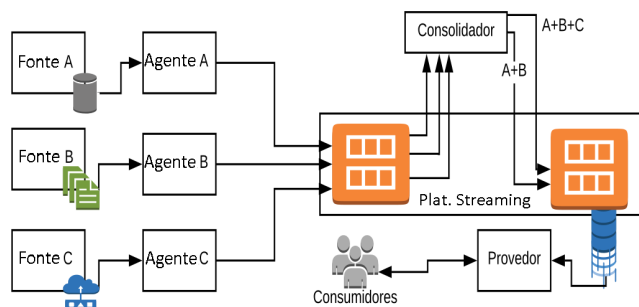 Fonte A
Agente A
Consolidador
A+B+C
A+B
Fonte B
Agente B
Plat. Streaming
Fonte C
Agente C
Provedor
Consumidores